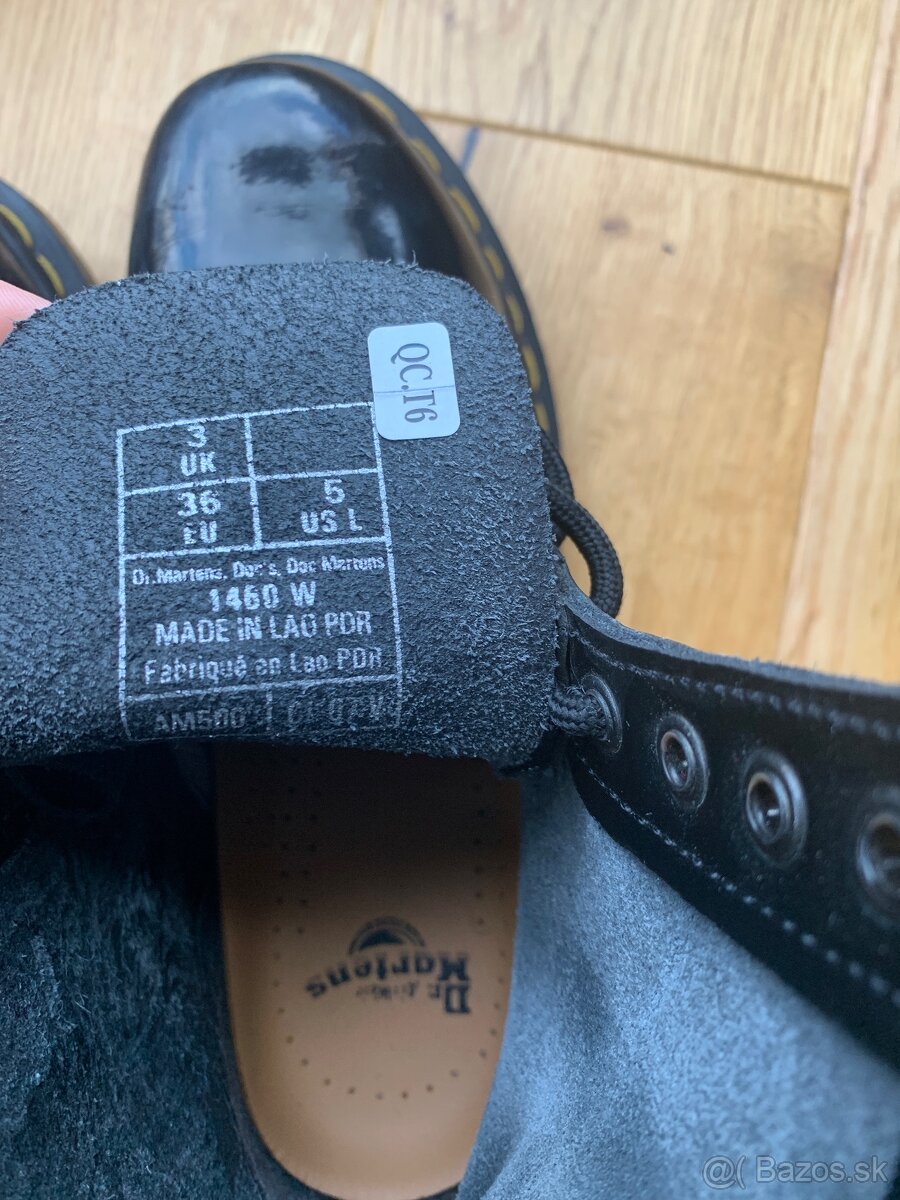 QC.T6
3
UK
36
EU
5
US L
Dr.Martens, Doc's, Doc Martens
1460 W
MADE IN LAO PDR
Fabriqué en Lao PDR
AM500
Dr. Martens
@( Bazos.sk